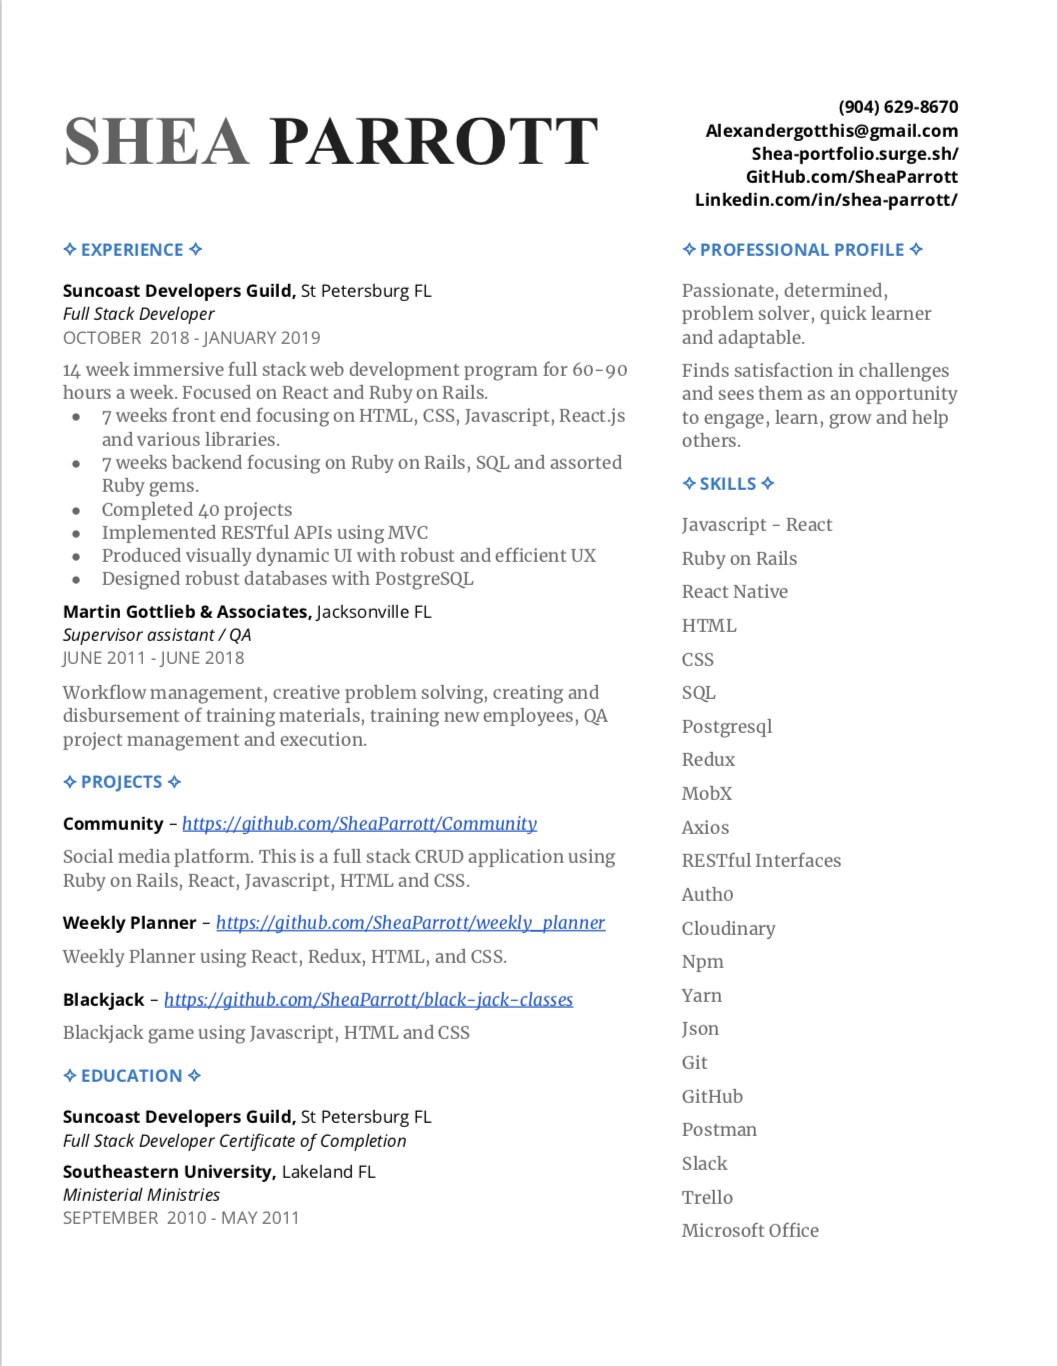 SHEA PARROTT
(904) 629-8670
Alexandergotthis@gmail.com
Shea-portfolio.surge.sh/
GitHub.com/SheaParrott
Linkedin.com/in/shea-parrott/
✧ EXPERIENCE ✧
Suncoast Developers Guild, St Petersburg FL
Full Stack Developer
OCTOBER 2018 - JANUARY 2019
14 week immersive full stack web development program for 60-90
hours a week. Focused on React and Ruby on Rails.
● 7 weeks front end focusing on HTML, CSS, Javascript, React.js
and various libraries.
● 7 weeks backend focusing on Ruby on Rails, SQL and assorted
Ruby gems.
● Completed 40 projects
● Implemented RESTful APIs using MVC
● Produced visually dynamic UI with robust and efficient UX
● Designed robust databases with PostgreSQL
Martin Gottlieb & Associates, Jacksonville FL
Supervisor assistant / QA
JUNE 2011 - JUNE 2018
Workflow management, creative problem solving, creating and
disbursement of training materials, training new employees, QA
project management and execution.
✧ PROJECTS ✧
Community – https://github.com/SheaParrott/Community
Social media platform. This is a full stack CRUD application using
Ruby on Rails, React, Javascript, HTML and CSS.
Weekly Planner – https://github.com/SheaParrott/weekly_planner
Weekly Planner using React, Redux, HTML, and CSS.
Blackjack – https://github.com/SheaParrott/black-jack-classes
Blackjack game using Javascript, HTML and CSS
✧ EDUCATION ✧
Suncoast Developers Guild, St Petersburg FL
Full Stack Developer Certificate of Completion
Southeastern University, Lakeland FL
Ministerial Ministries
SEPTEMBER 2010 - MAY 2011
✧ PROFESSIONAL PROFILE ✧
Passionate, determined,
problem solver, quick learner
and adaptable.
Finds satisfaction in challenges
and sees them as an opportunity
to engage, learn, grow and help
others.
✧ SKILLS ✧
Javascript - React
Ruby on Rails
React Native
HTML
CSS
SQL
Postgresql
Redux
MobX
Axios
RESTful Interfaces
Auth0
Cloudinary
Npm
Yarn
Json
Git
GitHub
Postman
Slack
Trello
Microsoft Office